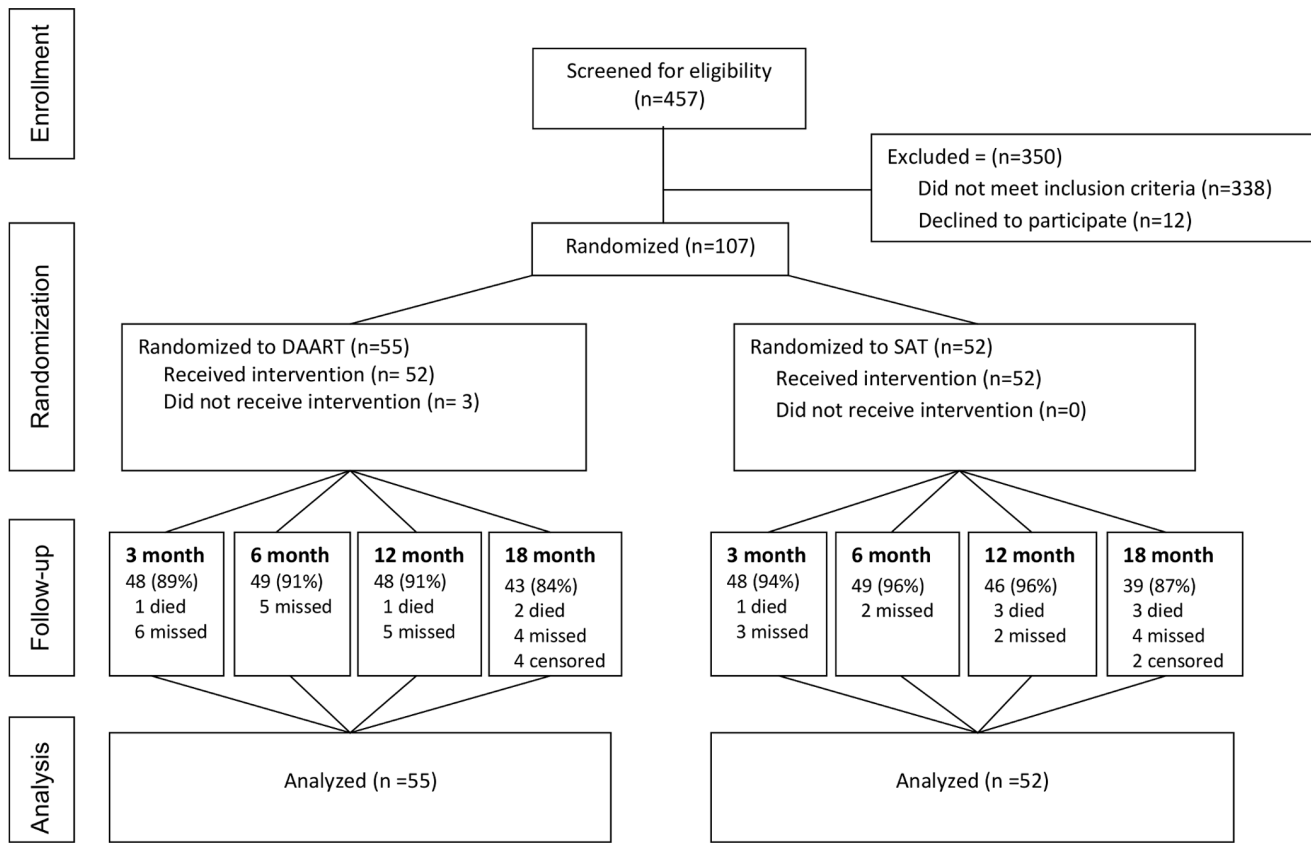 Enrollment
Screened for eligibility
(n=457)
Excluded = (n=350)
Did not meet inclusion criteria (n=338)
Declined to participate (n=12)
Randomization
Randomized (n=107)
Randomized to DAART (n=55)
Received intervention (n= 52)
Did not receive intervention (n= 3)
Randomized to SAT (n=52)
Received intervention (n=52)
Did not receive intervention (n=0)
Follow-up
3 month
48 (89%)
1 died
6 missed
6 month
49 (91%)
5 missed
12 month
48 (91%)
1 died
5 missed
18 month
43 (84%)
2 died
4 missed
4 censored
3 month
48 (94%)
1 died
3 missed
6 month
49 (96%)
2 missed
12 month
46 (96%)
3 died
2 missed
18 month
39 (87%)
3 died
4 missed
2 censored
Analysis
Analyzed (n =55)
Analyzed (n =52)